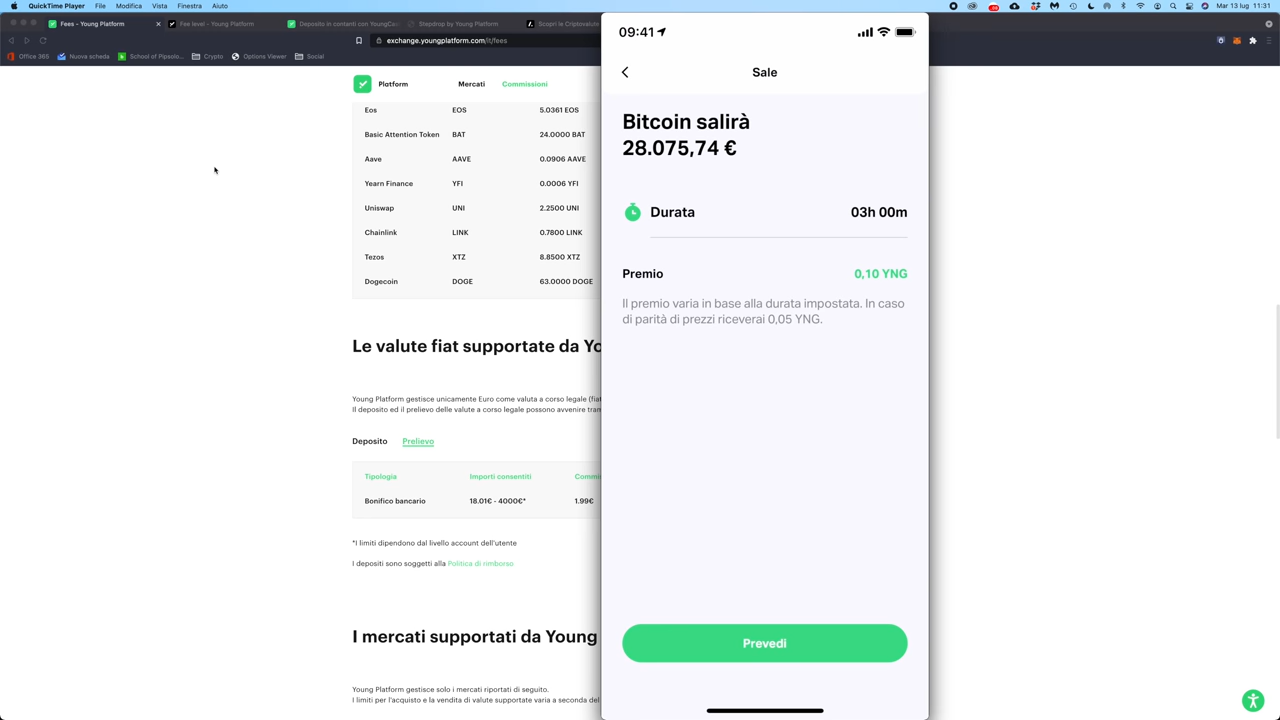 QuickTime Player File Modifica Vista Finestra Aiuto
Mar 13 lug 11:31
Fees – Young Platform
Fee level – Young Platform
Deposito in contanti con YoungCas
Stepdrop by Young Platform
Scopri le Criptovalute
exchange.youngplatform.com/it/fees
Office 365
Nuova scheda
School of Pipsolo...
Crypto
Options Viewer
Social
Platform
Mercati
Commissioni
Eos EOS 5.0361 EOS
Basic Attention Token BAT 24.0000 BAT
Aave AAVE 0.0906 AAVE
Yearn Finance YFI 0.0006 YFI
Uniswap UNI 2.2500 UNI
Chainlink LINK 0.7800 LINK
Tezos XTZ 8.8500 XTZ
Dogecoin DOGE 63.0000 DOGE
Le valute fiat supportate da Yo
Young Platform gestisce unicamente Euro come valuta a corso legale (fiat
Il deposito ed il prelievo delle valute a corso legale possono avvenire tran
Deposito Prelievo
Tipologia Importi consentiti Commi
Bonifico bancario 18.01€ - 4000€* 1.99€
*I limiti dipendono dal livello account dell'utente
I depositi sono soggetti alla Politica di rimborso
I mercati supportati da Young
Young Platform gestisce solo i mercati riportati di seguito.
I limiti per l'acquisto e la vendita di valute supportate varia a seconda del
09:41
Sale
Bitcoin salirà
28.075,74 €
Durata 03h 00m
Premio 0,10 YNG
Il premio varia in base alla durata impostata. In caso
di parità di prezzi riceverai 0,05 YNG.
Prevedi